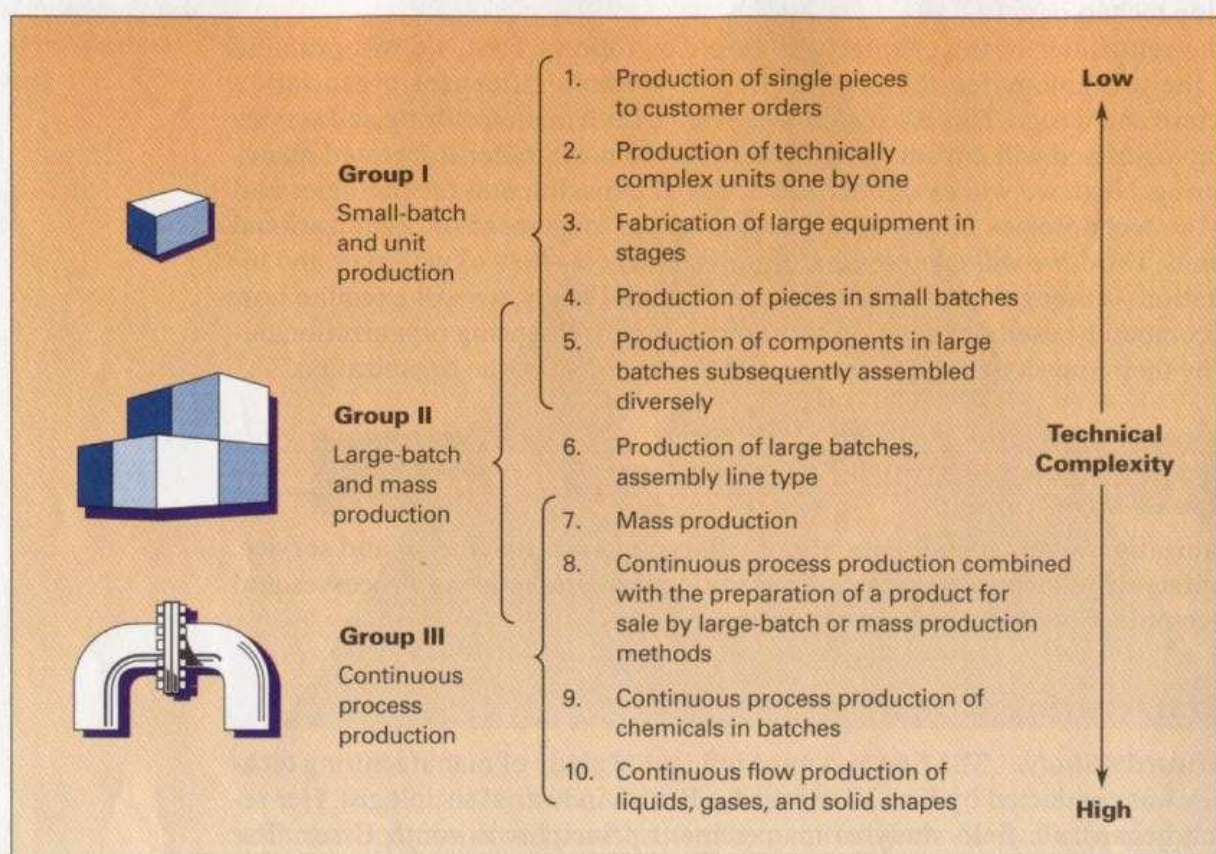 Group I
Small-batch
and unit
production
Group II
Large-batch
and mass
production
Group III
Continuous
process
production
1. Production of single pieces
to customer orders
2. Production of technically
complex units one by one
3. Fabrication of large equipment in
stages
4. Production of pieces in small batches
5. Production of components in large
batches subsequently assembled
diversely
6. Production of large batches,
assembly line type
7. Mass production
8. Continuous process production combined
with the preparation of a product for
sale by large-batch or mass production
methods
9. Continuous process production of
chemicals in batches
10. Continuous flow production of
liquids, gases, and solid shapes
Low
Technical
Complexity
High